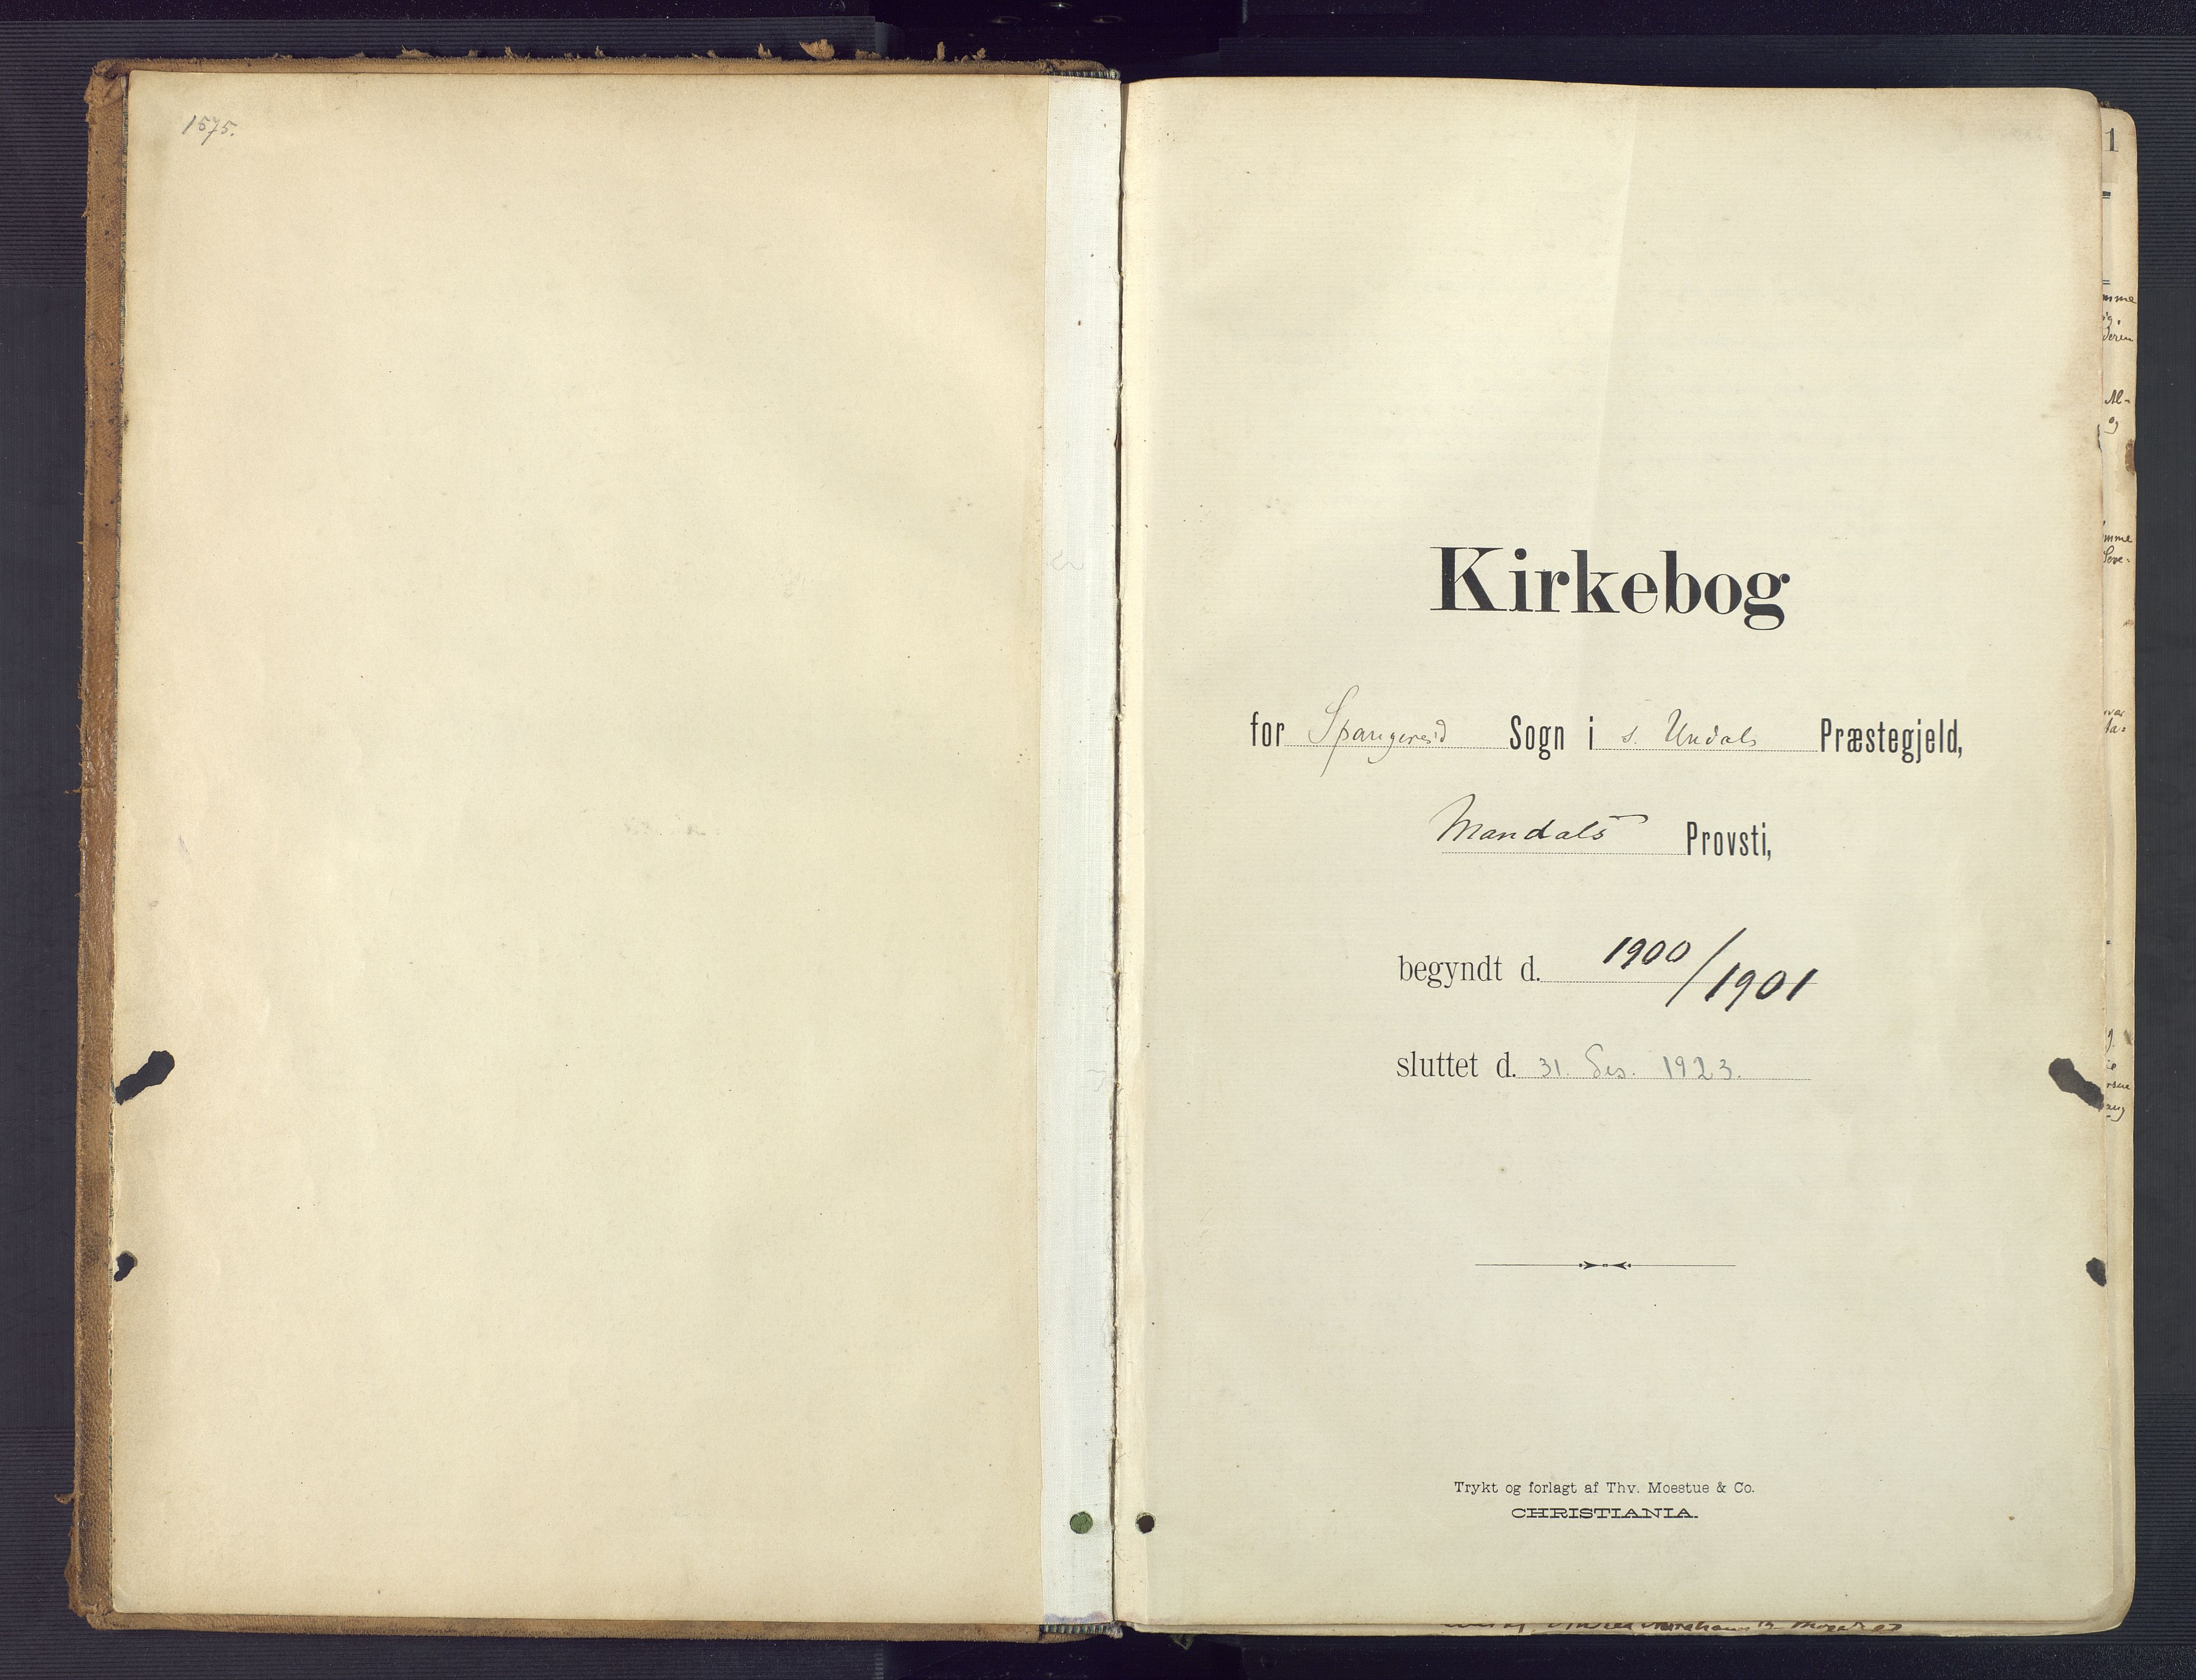 1575.
Kirkebog
for Spangereid Sogn i s. Undals Præstegjeld,
Mandals Provsti,
begyndt d. 1900/1901
sluttet d. 31. Des. 1923.
Trykt og forlagt af Thv. Moestue & Co.
CHRISTIANIA.
1